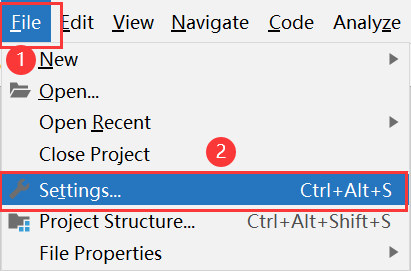 File Edit View Navigate Code Analyze
1 New
Open...
Open Recent
Close Project
2
Settings... Ctrl+Alt+S
Project Structure... Ctrl+Alt+Shift+S
File Properties